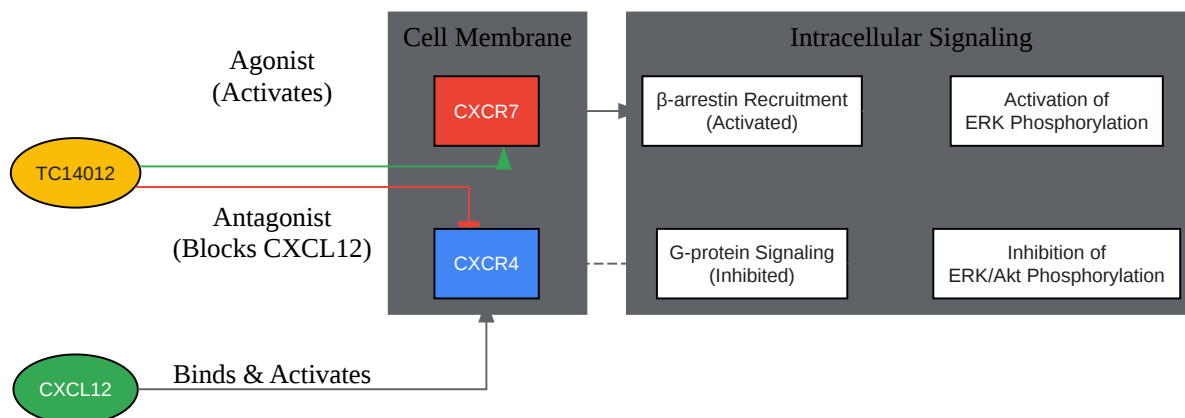 Cell Membrane
Intracellular Signaling
Agonist
(Activates)
CXCR7
β-arrestin Recruitment
(Activated)
Activation of
ERK Phosphorylation
TC14012
Antagonist
(Blocks CXCL12)
CXCR4
G-protein Signaling
(Inhibited)
Inhibition of
ERK/Akt Phosphorylation
CXCL12
Binds & Activates